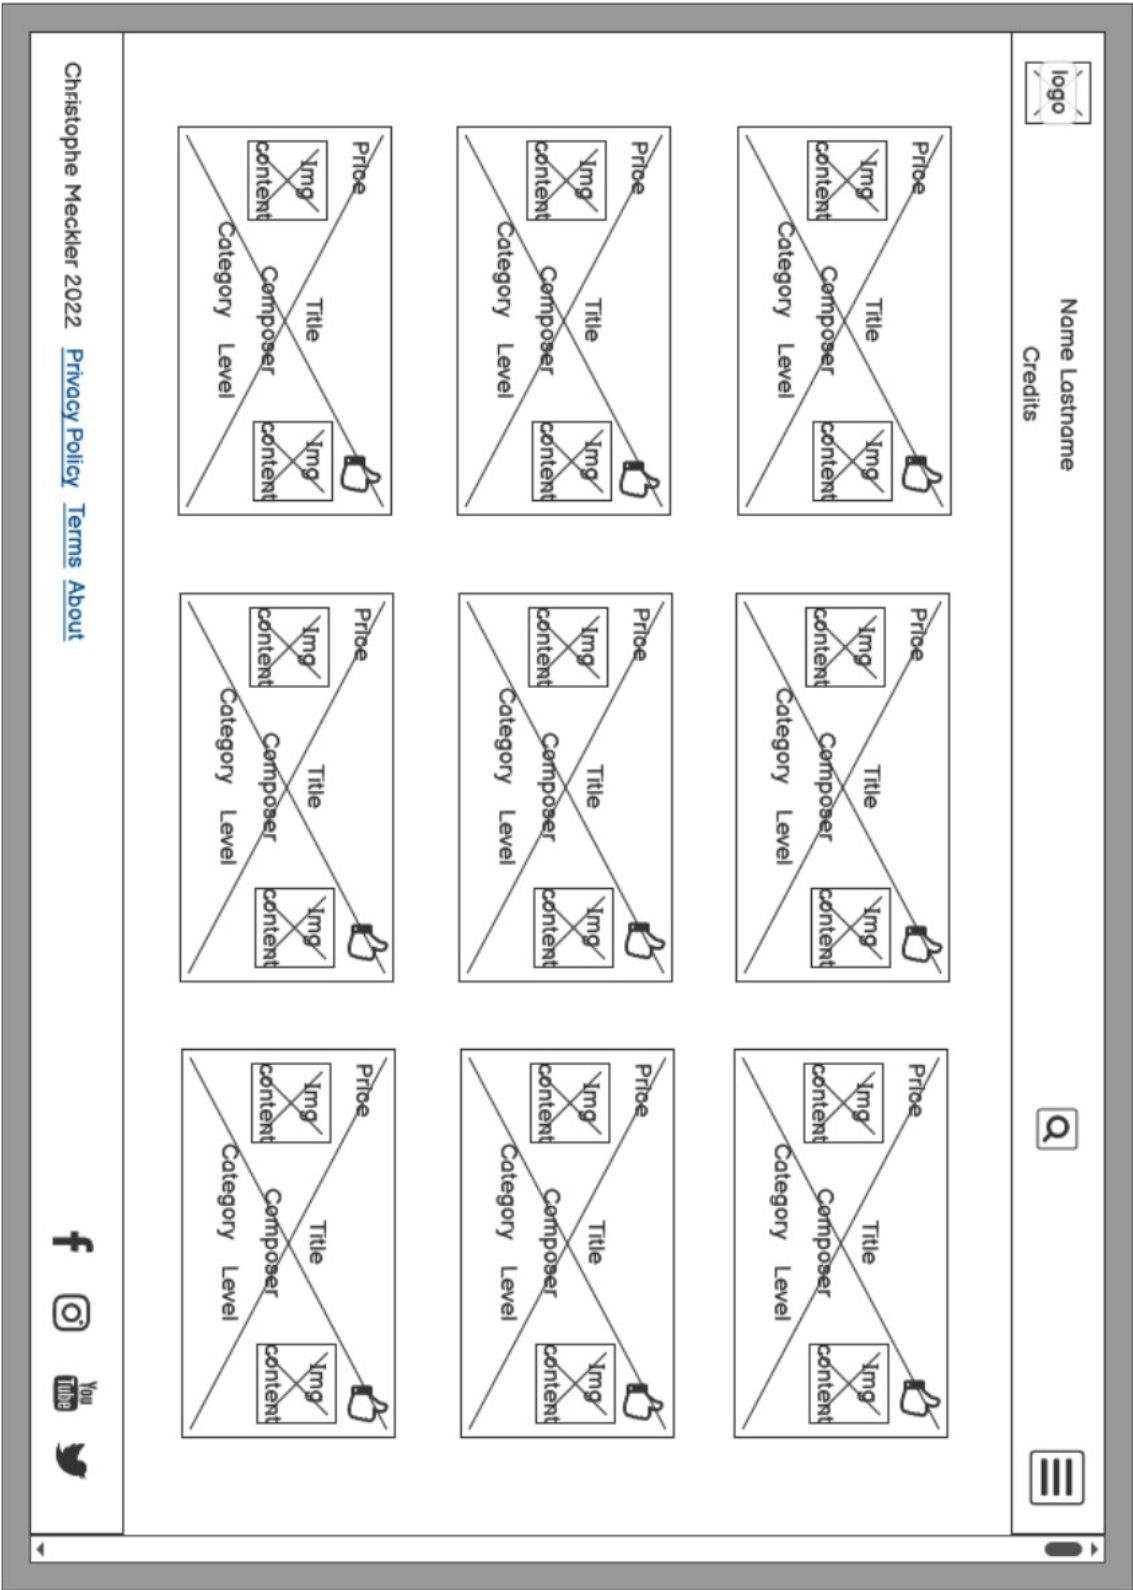 logo
Name Lastname
Credits
Price
Img
content
Title
Composer
Category Level
Img
content
Price
Img
content
Title
Composer
Category Level
Img
content
Price
Img
content
Title
Composer
Category Level
Img
content
Price
Img
content
Title
Composer
Category Level
Img
content
Price
Img
content
Title
Composer
Category Level
Img
content
Price
Img
content
Title
Composer
Category Level
Img
content
Price
Img
content
Title
Composer
Category Level
Img
content
Price
Img
content
Title
Composer
Category Level
Img
content
Price
Img
content
Title
Composer
Category Level
Img
content
Christophe Meckler 2022 Privacy Policy Terms About
You
Tube